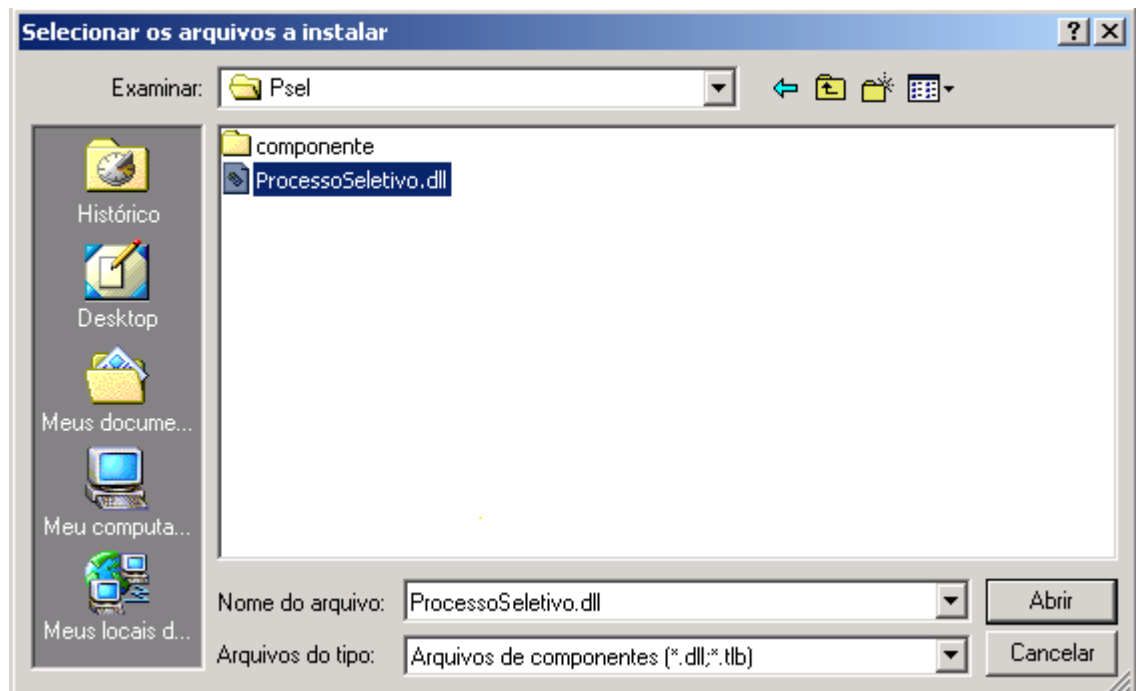 Selecionar os arquivos a instalar
Examinar: Psel
componente
ProcessoSeletivo.dll
Histórico
Desktop
Meus docume...
Meu computa...
Meus locais d...
Nome do arquivo: ProcessoSeletivo.dll Abrir
Arquivos do tipo: Arquivos de componentes (*.dll;*.tlb) Cancelar